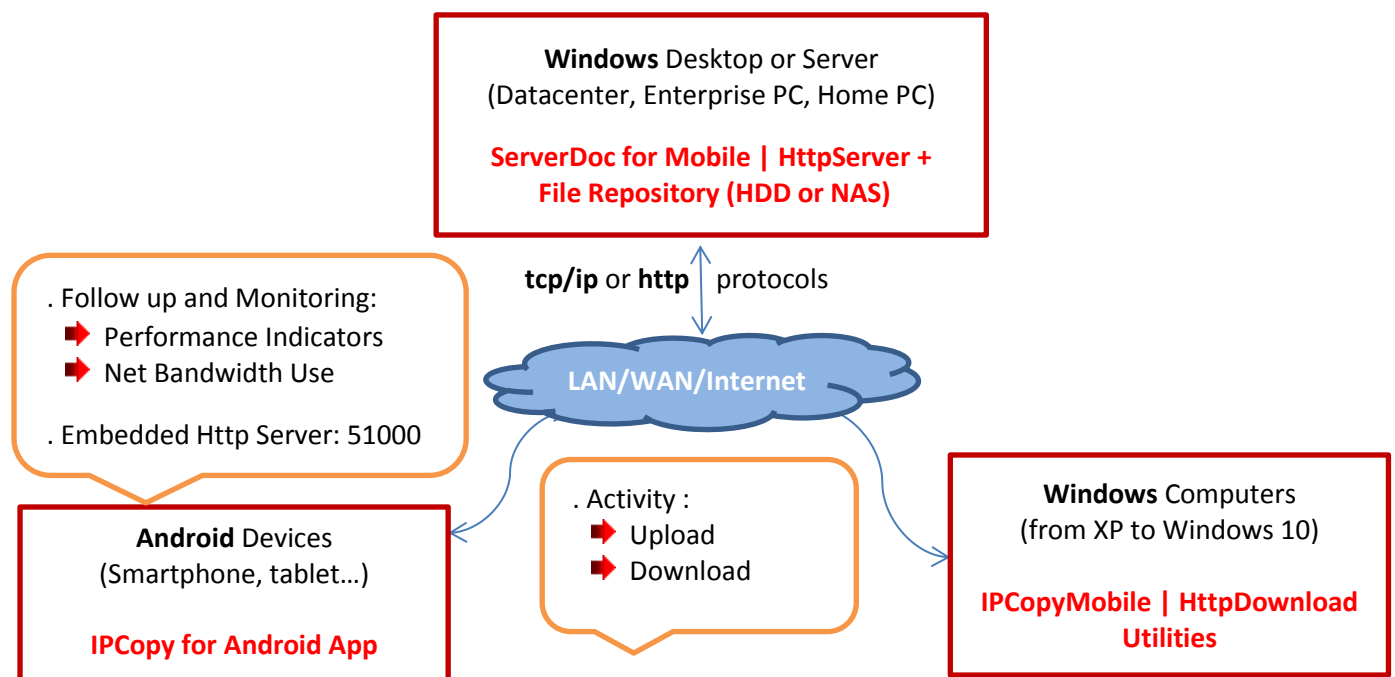 Windows Desktop or Server
(Datacenter, Enterprise PC, Home PC)
ServerDoc for Mobile | HttpServer +
File Repository (HDD or NAS)
tcp/ip or http protocols
. Follow up and Monitoring:
Performance Indicators
Net Bandwidth Use
. Embedded Http Server: 51000
LAN/WAN/Internet
Android Devices
(Smartphone, tablet…)
IPCopy for Android App
. Activity :
Upload
Download
Windows Computers
(from XP to Windows 10)
IPCopyMobile | HttpDownload
Utilities